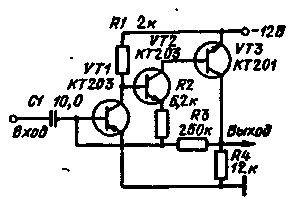 R1 2к
-12В
VT2
КТ203
VT3
КТ201
VT1
КТ203
R2
6,2к
C1 10,0
R3
250к
Вход
Выход
R4
12к